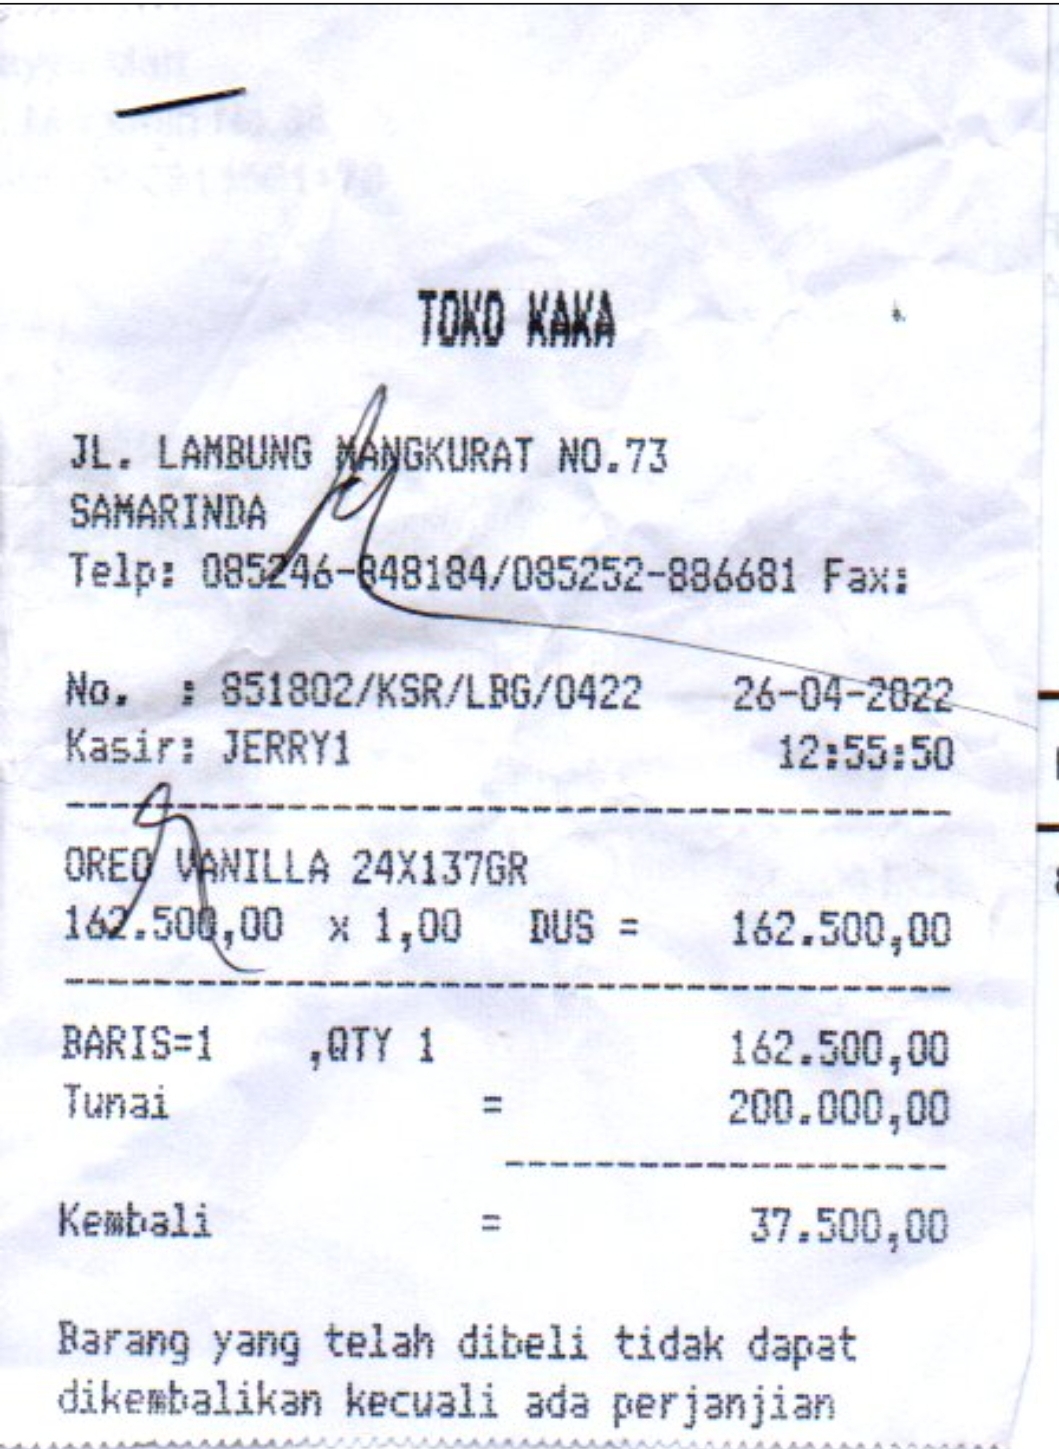 TOKO KAKA
JL. LAMBUNG MANGKURAT NO.73
SAMARINDA
Telp: 085246-848184/085252-886681 Fax:
No. : 851802/KSR/LBG/0422 26-04-2022
Kasir: JERRY1 12:55:50
OREO VANILLA 24X137GR
162.500,00 x 1,00 DUS = 162.500,00
BARIS=1 ,QTY 1 162.500,00
Tunai = 200.000,00
Kembali = 37.500,00
Barang yang telah dibeli tidak dapat
dikembalikan kecuali ada perjanjian